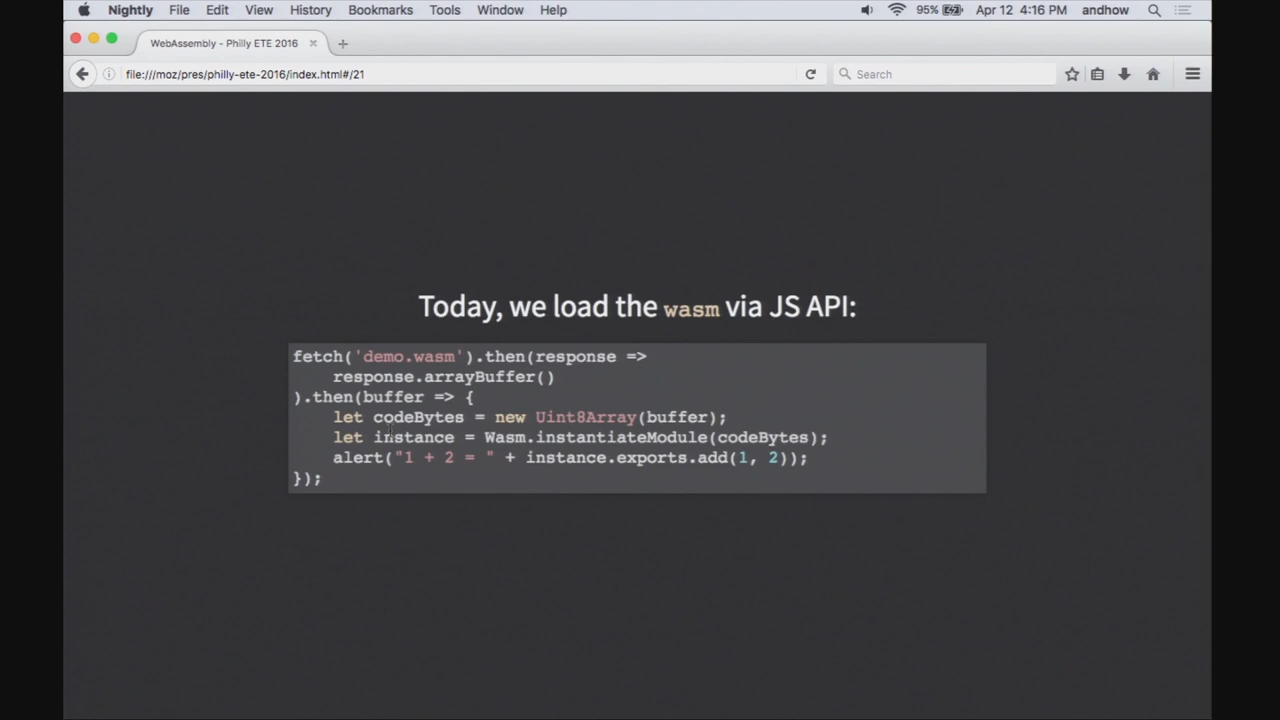 Nightly File Edit View History Bookmarks Tools Window Help 95% Apr 12 4:16 PM andhow
WebAssembly - Philly ETE 2016
file:///moz/pres/philly-ete-2016/index.html#/21 Search
Today, we load the wasm via JS API:
fetch('demo.wasm').then(response =>
    response.arrayBuffer()
).then(buffer => {
    let codeBytes = new Uint8Array(buffer);
    let instance = Wasm.instantiateModule(codeBytes);
    alert("1 + 2 = " + instance.exports.add(1, 2));
});